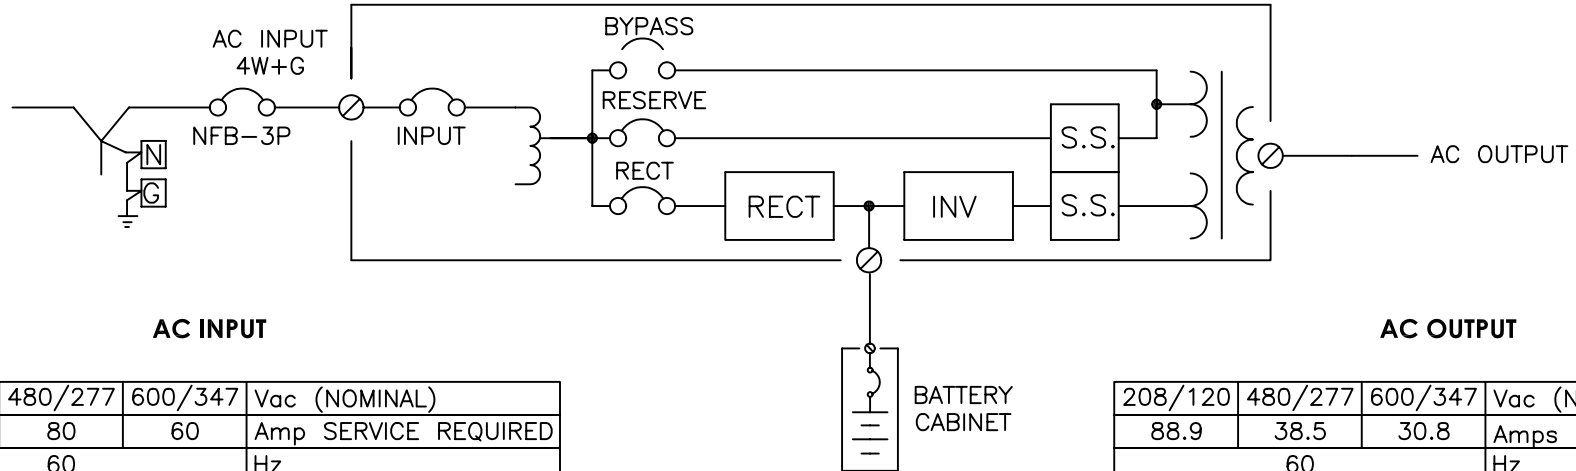 BYPASS
AC INPUT
4W+G
RESERVE
NFB-3P
INPUT
N
G
RECT
RECT
INV
S.S.
S.S.
AC OUTPUT
BATTERY
CABINET
AC INPUT
480/277 600/347 Vac (NOMINAL)
80 60 Amp SERVICE REQUIRED
60 Hz
AC OUTPUT
208/120 480/277 600/347 Vac (N
88.9 38.5 30.8 Amps
60 Hz